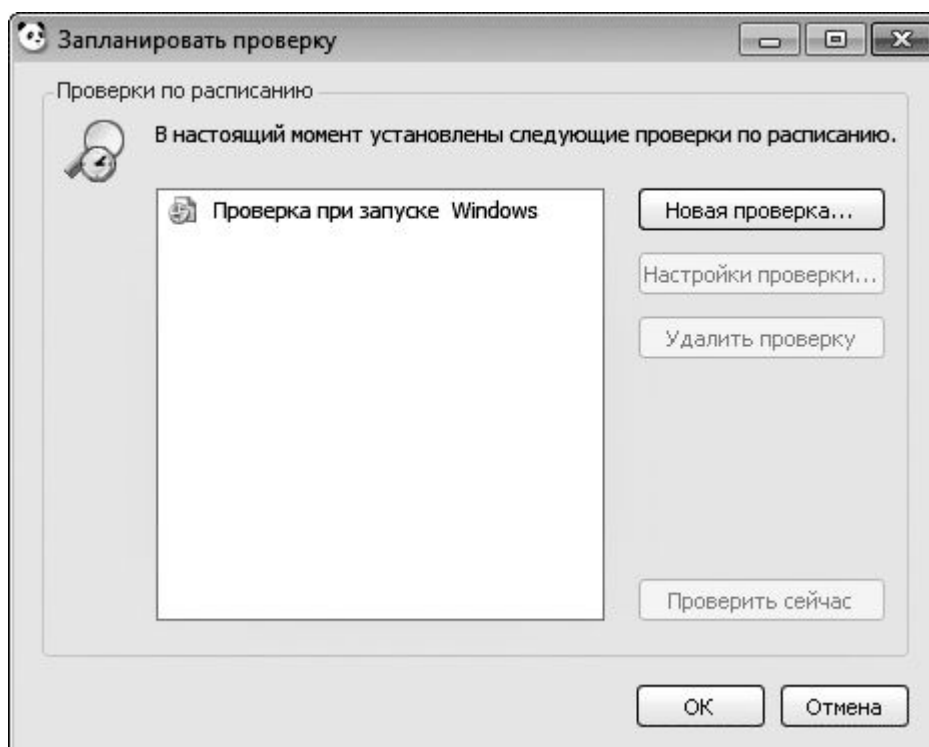 Запланировать проверку
Проверки по расписанию
В настоящий момент установлены следующие проверки по расписанию.
Проверка при запуске Windows
Новая проверка...
Настройки проверки...
Удалить проверку
Проверить сейчас
ОК
Отмена